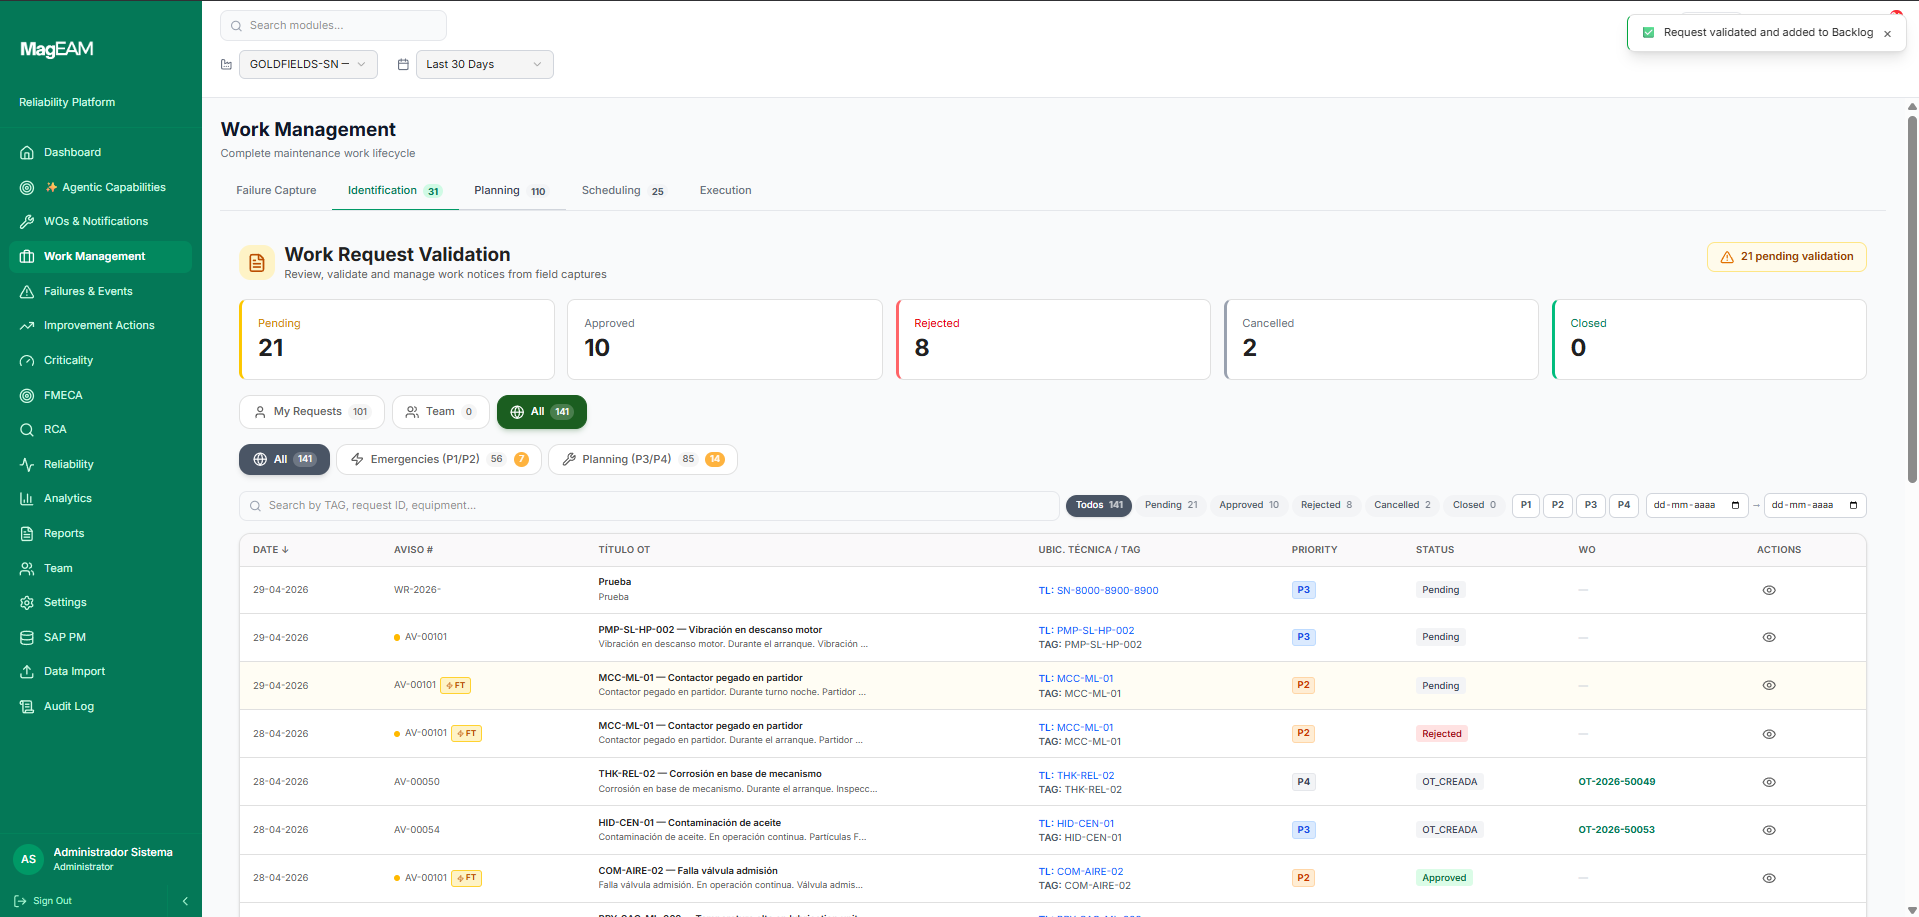 MagEAM
Reliability Platform
Dashboard
✨ Agentic Capabilities
WOs & Notifications
Work Management
Failures & Events
Improvement Actions
Criticality
FMECA
RCA
Reliability
Analytics
Reports
Team
Settings
SAP PM
Data Import
Audit Log
AS
Administrador Sistema
Administrator
Sign Out
Search modules...
GOLDFIELDS-SN —
Last 30 Days
Request validated and added to Backlog ×
Work Management
Complete maintenance work lifecycle
Failure Capture Identification 31 Planning 110 Scheduling 25 Execution
Work Request Validation
Review, validate and manage work notices from field captures
21 pending validation
Pending
21
Approved
10
Rejected
8
Cancelled
2
Closed
0
My Requests 101 Team 0 All 141
All 141 Emergencies (P1/P2) 56 7 Planning (P3/P4) 85 14
Search by TAG, request ID, equipment...
Todos 141 Pending 21 Approved 10 Rejected 8 Cancelled 2 Closed 0 P1 P2 P3 P4 dd-mm-aaaa → dd-mm-aaaa
DATE ↓ AVISO # TÍTULO OT UBIC. TÉCNICA / TAG PRIORITY STATUS WO ACTIONS
29-04-2026 WR-2026- Prueba TL: SN-8000-8900-8900 P3 Pending —
Prueba
29-04-2026 AV-00101 PMP-SL-HP-002 — Vibración en descanso motor TL: PMP-SL-HP-002 P3 Pending —
Vibración en descanso motor. Durante el arranque. Vibración ... TAG: PMP-SL-HP-002
29-04-2026 AV-00101 FT MCC-ML-01 — Contactor pegado en partidor TL: MCC-ML-01 P2 Pending —
Contactor pegado en partidor. Durante turno noche. Partidor ... TAG: MCC-ML-01
28-04-2026 AV-00101 FT MCC-ML-01 — Contactor pegado en partidor TL: MCC-ML-01 P2 Rejected —
Contactor pegado en partidor. Durante el arranque. Partidor ... TAG: MCC-ML-01
28-04-2026 AV-00050 THK-REL-02 — Corrosión en base de mecanismo TL: THK-REL-02 P4 OT_CREADA OT-2026-50049
Corrosión en base de mecanismo. Durante el arranque. Inspecc... TAG: THK-REL-02
28-04-2026 AV-00054 HID-CEN-01 — Contaminación de aceite TL: HID-CEN-01 P3 OT_CREADA OT-2026-50053
Contaminación de aceite. En operación continua. Partículas F... TAG: HID-CEN-01
28-04-2026 AV-00101 FT COM-AIRE-02 — Falla válvula admisión TL: COM-AIRE-02 P2 Approved —
Falla válvula admisión. En operación continua. Válvula admis... TAG: COM-AIRE-02